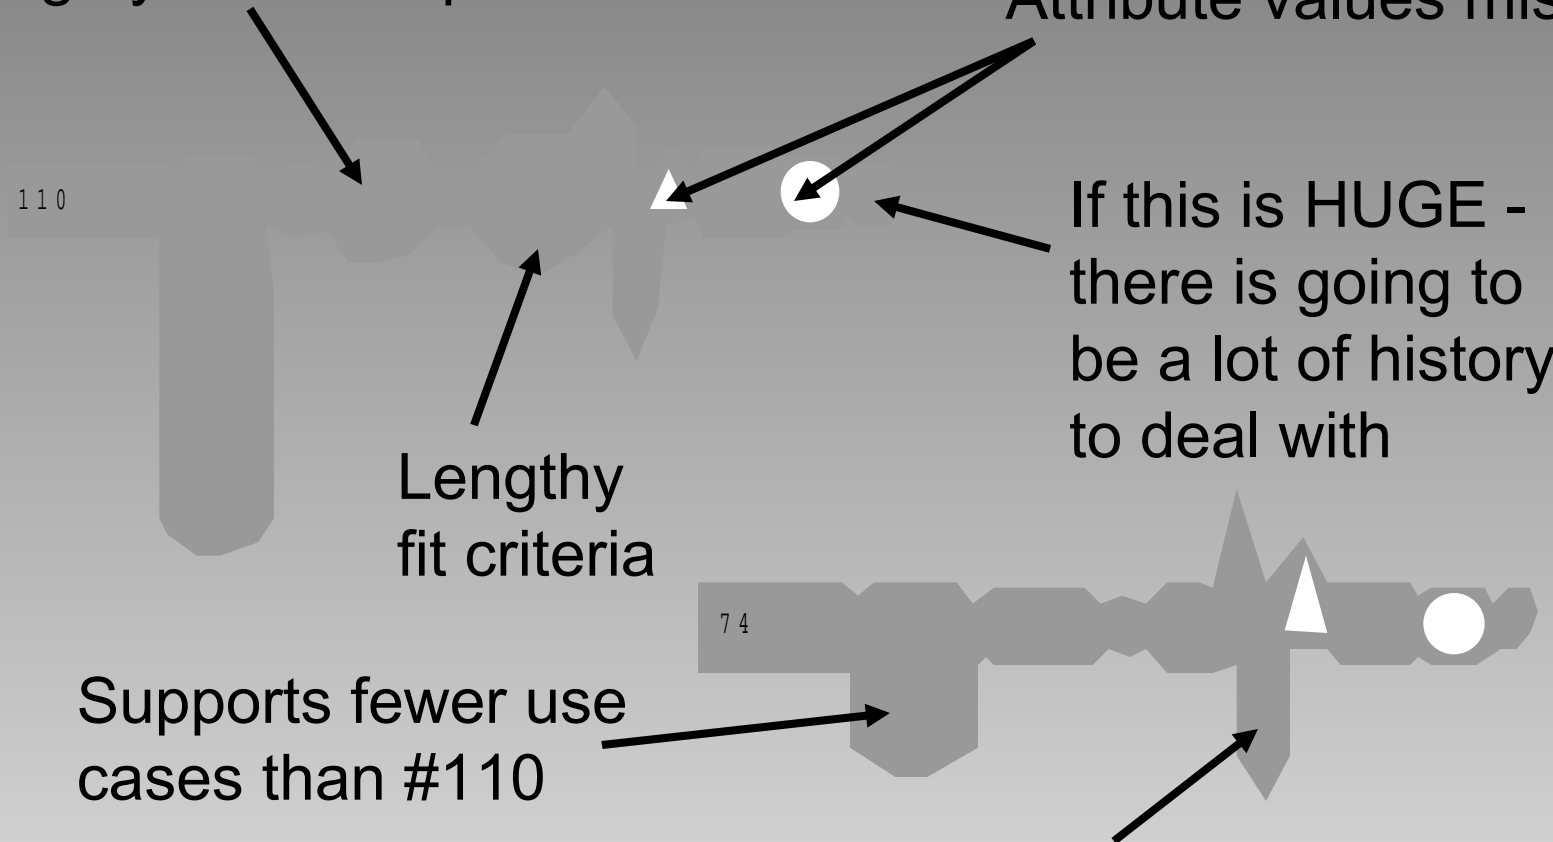 Attribute values mis
110
If this is HUGE -
there is going to
be a lot of history
to deal with
Lengthy
fit criteria
74
Supports fewer use
cases than #110